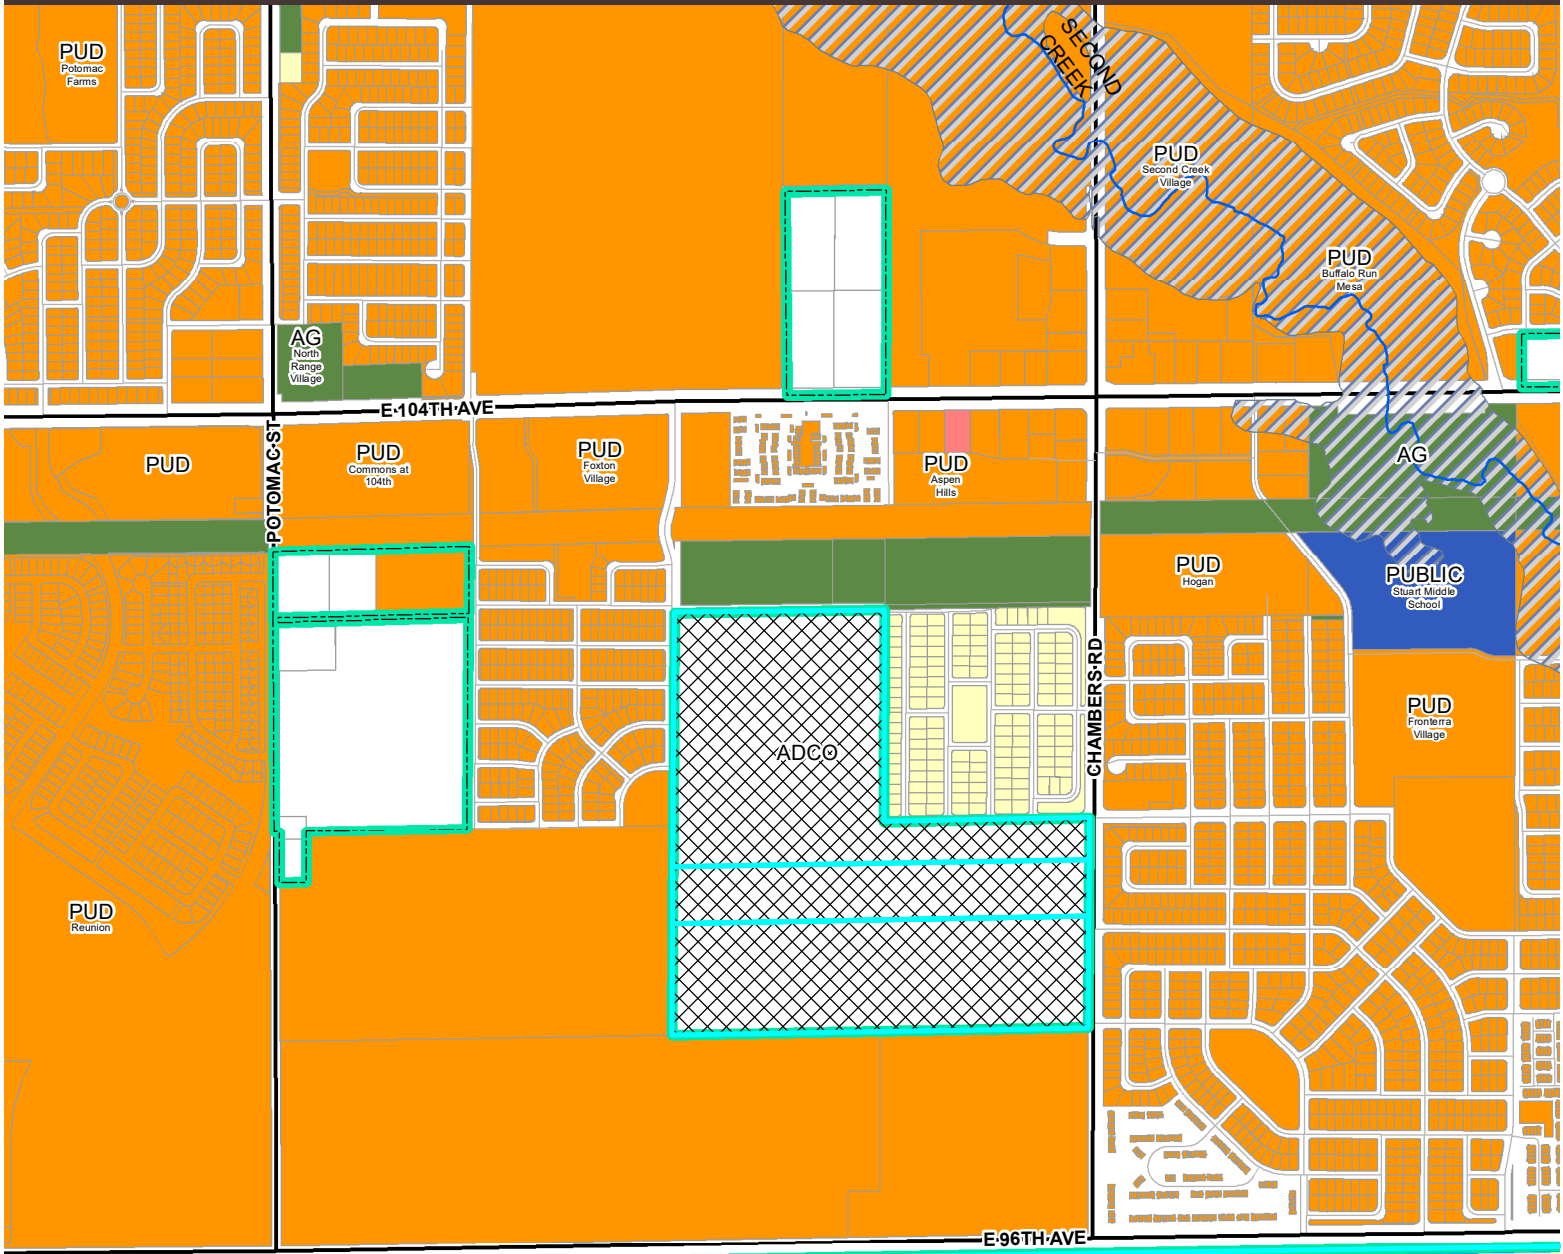 PUD
Potomac
Farms
SECOND
CREEK
PUD
Second Creek
Village
PUD
Buffalo Run
Mesa
AG
North
Range
Village
E 104TH AVE
POTOMAC ST
PUD
PUD
Commons at
104th
PUD
Foxton
Village
PUD
Aspen
Hills
AG
PUD
Hogan
PUBLIC
Stuart Middle
School
CHAMBERS RD
PUD
Fronterra
Village
ADCO
PUD
Reunion
E 96TH AVE